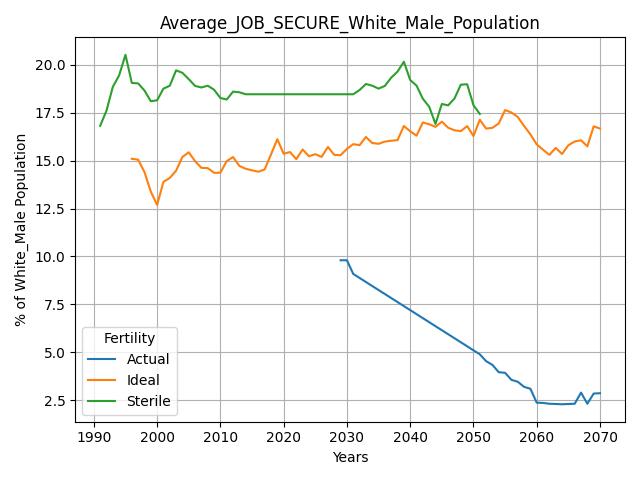 Average_JOB_SECURE_White_Male_Population
% of White_Male Population
20.0
17.5
15.0
12.5
10.0
7.5
5.0
2.5
Fertility
Actual
Ideal
Sterile
1990 2000 2010 2020 2030 2040 2050 2060 2070
Years